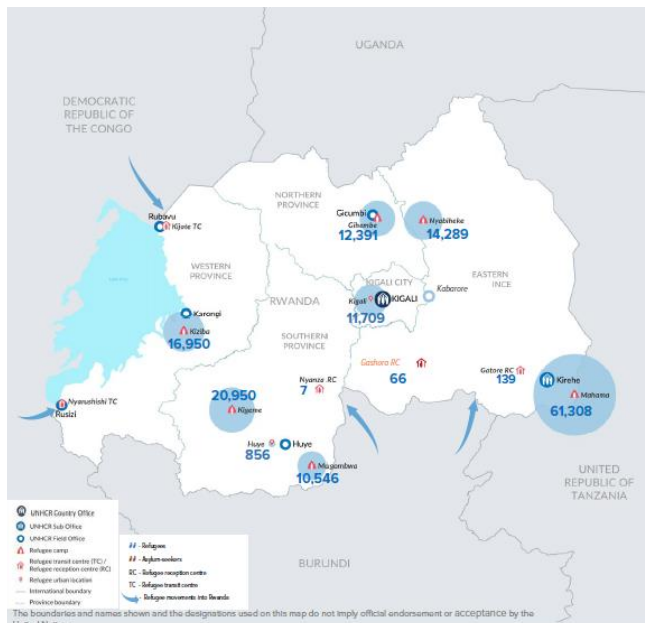 UGANDA
DEMOCRATIC
REPUBLIC OF
THE CONGO
NORTHERN
PROVINCE
Rubavu
Kijote TC
Gicumbi
Gihembe
12,391
Nyabiheke
14,289
WESTERN
PROVINCE
KIGALI CITY
Kigali
KIGALI
11,709
Kabarore
EASTERN
INCE
RWANDA
Karongi
Kiziba
16,950
SOUTHERN
PROVINCE
Gashora RC
66
Gatore RC
139
Kirehe
Mahama
61,308
Nyanza RC
7
20,950
Kigeme
Nyarushishi TC
Rusizi
Huye
856
Huye
Mugombwa
10,546
UNITED
REPUBLIC OF
TANZANIA
BURUNDI
UNHCR Country Office
UNHCR Sub Office
UNHCR Field Office
Refugee camp
Refugee transit centre (TC) /
Refugee reception centre (RC)
Refugee urban location
International boundary
Province boundary
## - Refugees
## - Asylum-seekers
RC - Refugee reception centre
TC - Refugee transit centre
- Refugee movements into Rwanda
The boundaries and names shown and the designations used on this map do not imply official endorsement or acceptance by the